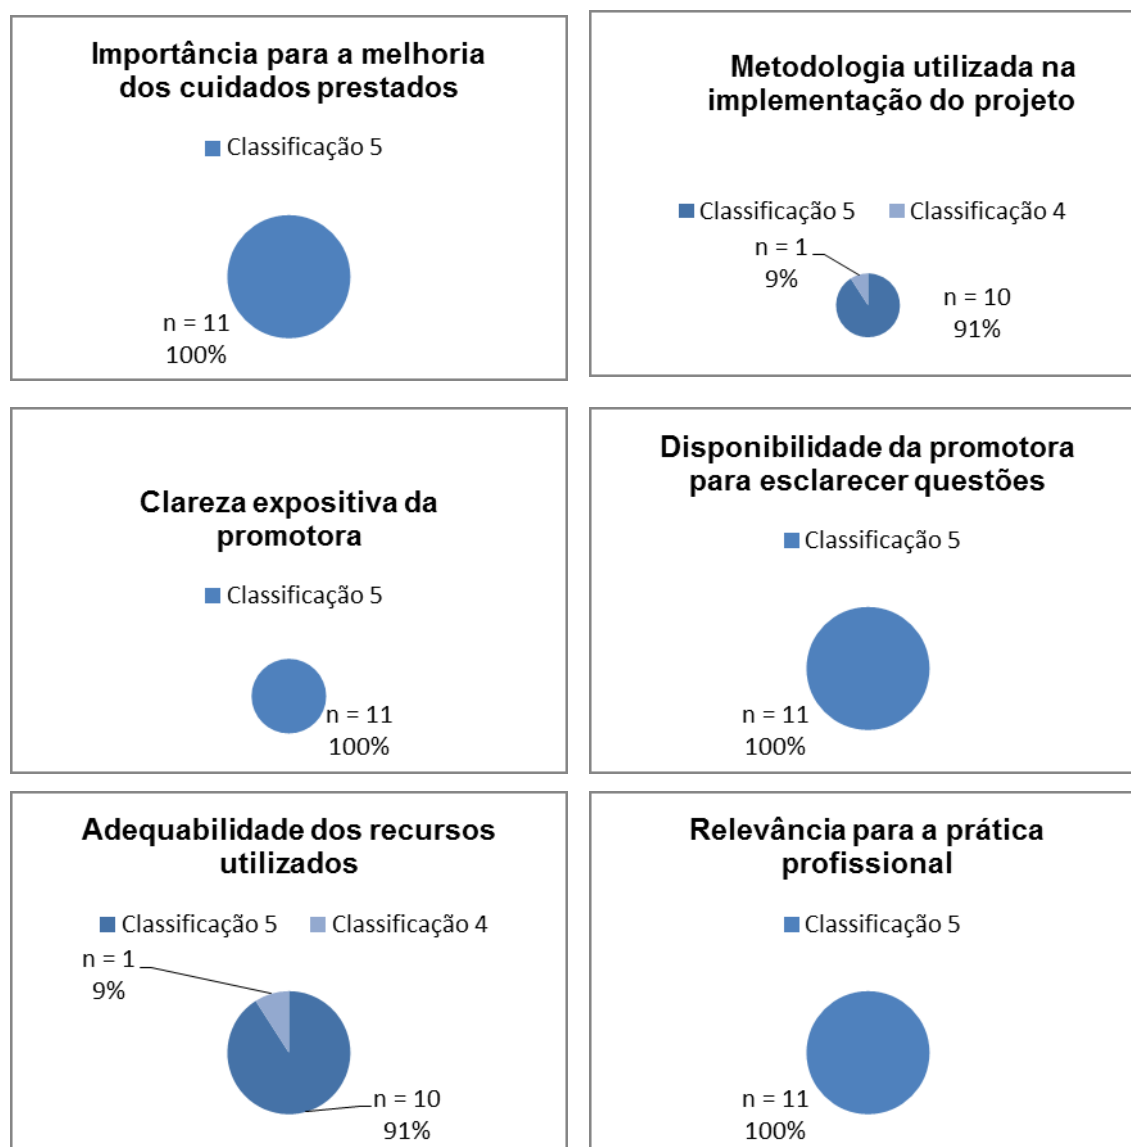 Importância para a melhoria
dos cuidados prestados
Classificação 5
n = 11
100%
Metodologia utilizada na
implementação do projeto
Classificação 5
Classificação 4
n = 1
9%
n = 10
91%
Clareza expositiva da
promotora
Classificação 5
n = 11
100%
Disponibilidade da promotora
para esclarecer questões
Classificação 5
n = 11
100%
Adequabilidade dos recursos
utilizados
Classificação 5
Classificação 4
n = 1
9%
n = 10
91%
Relevância para a prática
profissional
Classificação 5
n = 11
100%